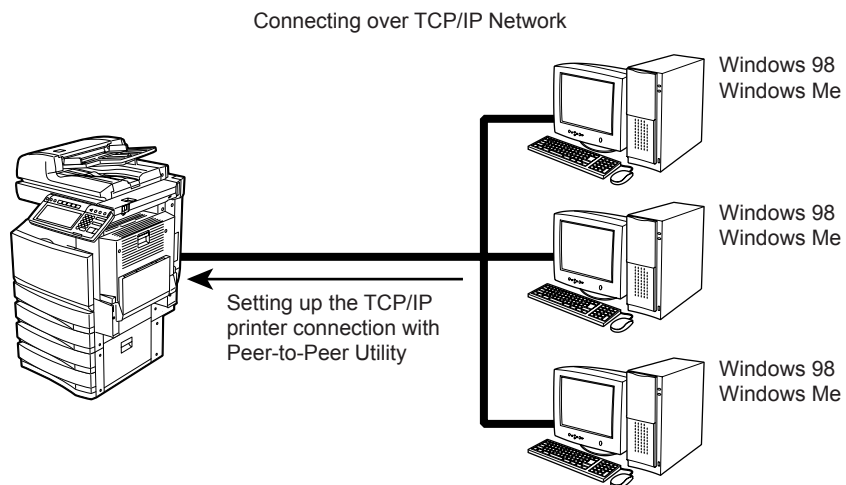 Connecting over TCP/IP Network
Windows 98
Windows Me
Windows 98
Windows Me
Setting up the TCP/IP
printer connection with
Peer-to-Peer Utility
Windows 98
Windows Me